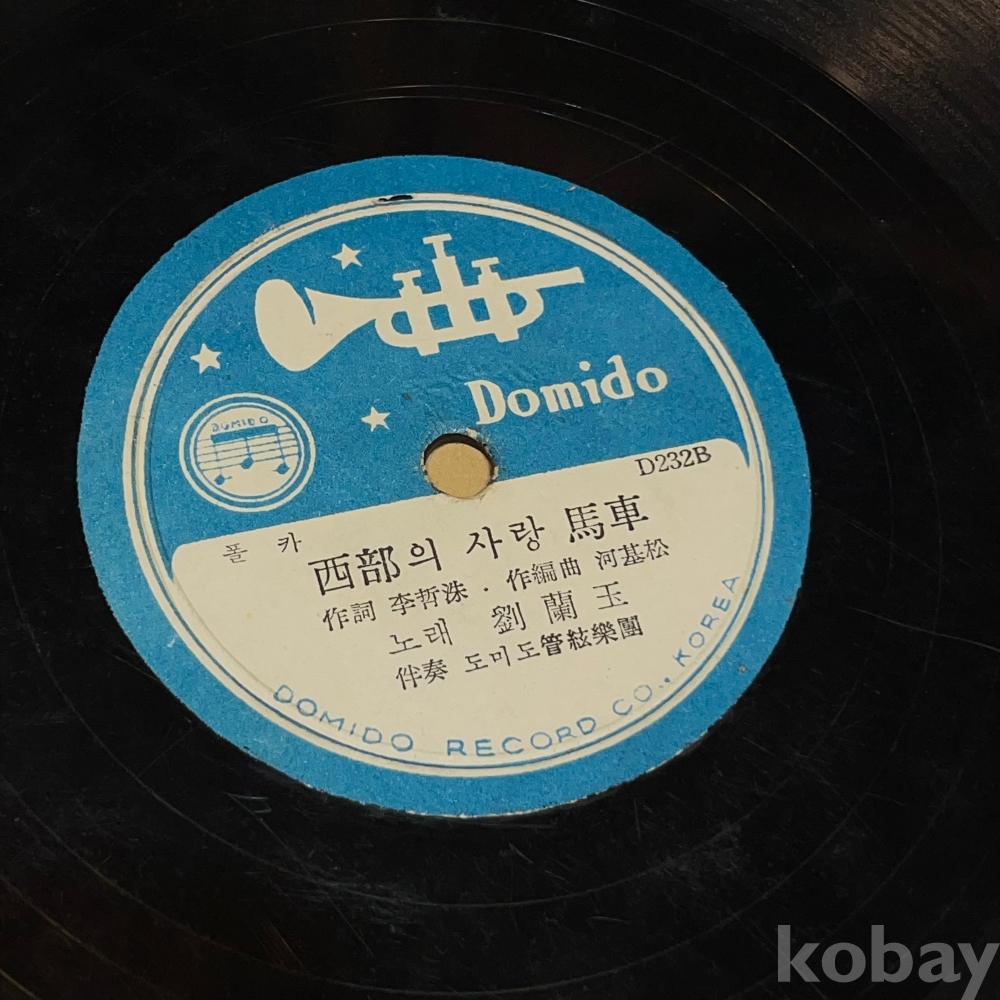 Domido
DOMIDO
D232B
폴카
西部의 사랑 馬車
作詞 李哲洙 · 作編曲 河基松
노래 劉蘭玉
伴奏 도미도管絃樂團
DOMIDO RECORD CO., KOREA
kobay